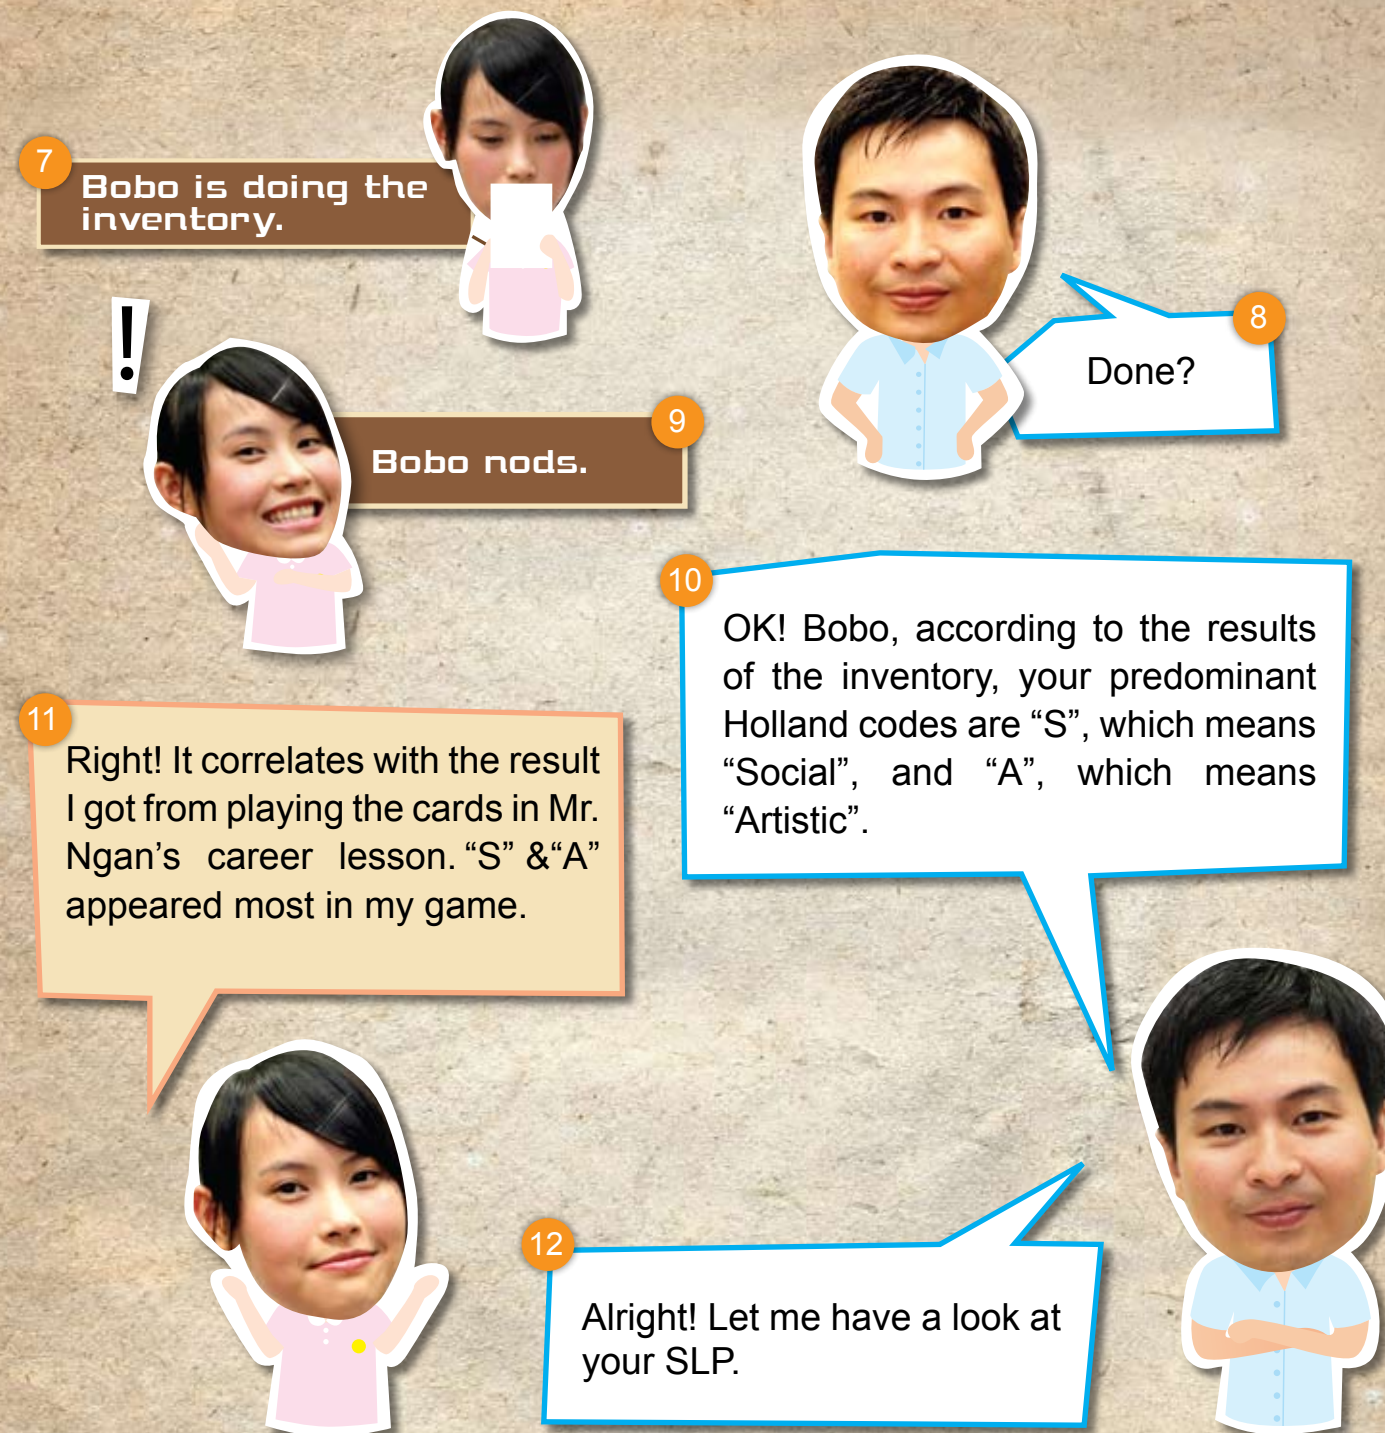 7
Bobo is doing the
inventory.
8
Done?
!
9
Bobo nods.
10
OK! Bobo, according to the results
of the inventory, your predominant
Holland codes are “S”, which means
“Social”, and “A”, which means
“Artistic”.
11
Right! It correlates with the result
I got from playing the cards in Mr.
Ngan’s career lesson. “S” &“A”
appeared most in my game.
12
Alright! Let me have a look at
your SLP.